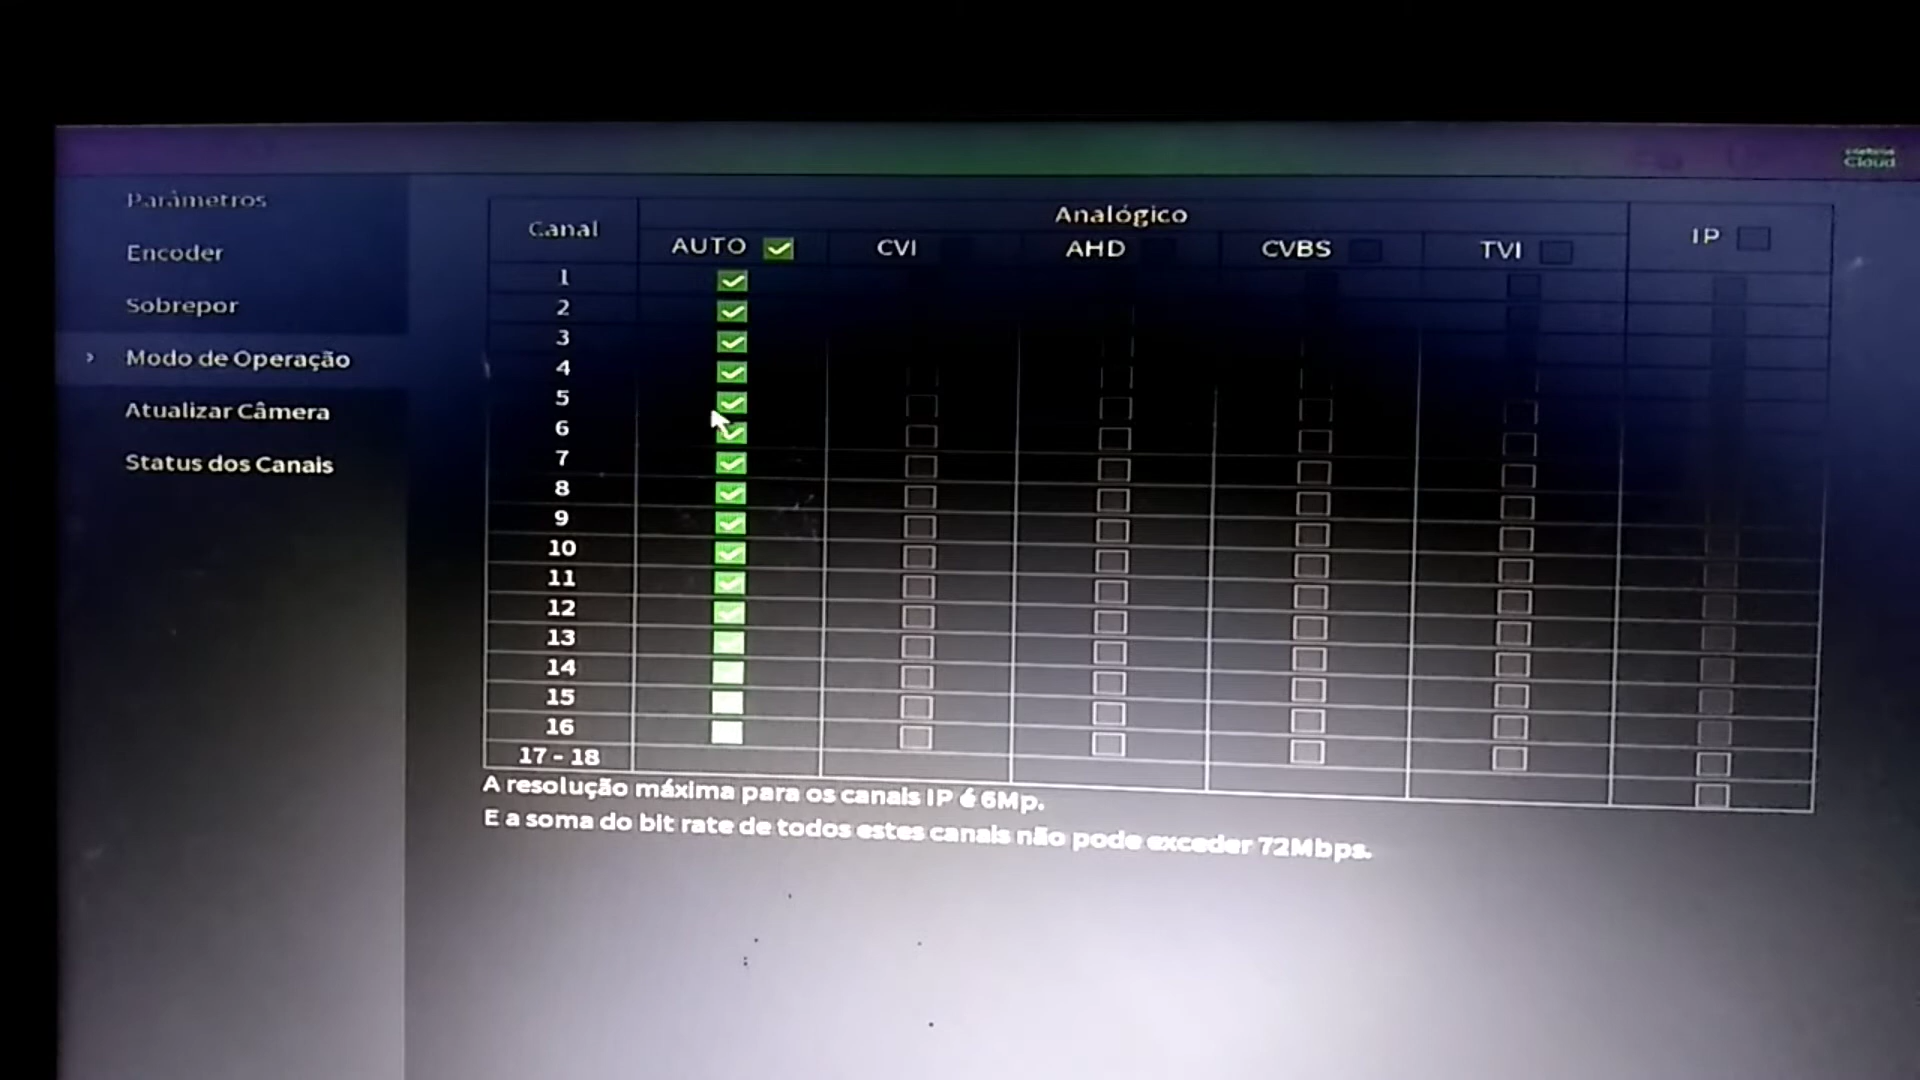 Cloud
Parâmetros
Encoder
Sobrepor
Modo de Operação
Atualizar Câmera
Status dos Canais
Canal
Analógico
IP
AUTO CVI AHD CVBS TVI
1
2
3
4
5
6
7
8
9
10
11
12
13
14
15
16
17 - 18
A resolução máxima para os canais IP é 6Mp.
E a soma do bit rate de todos estes canais não pode exceder 72Mbps.